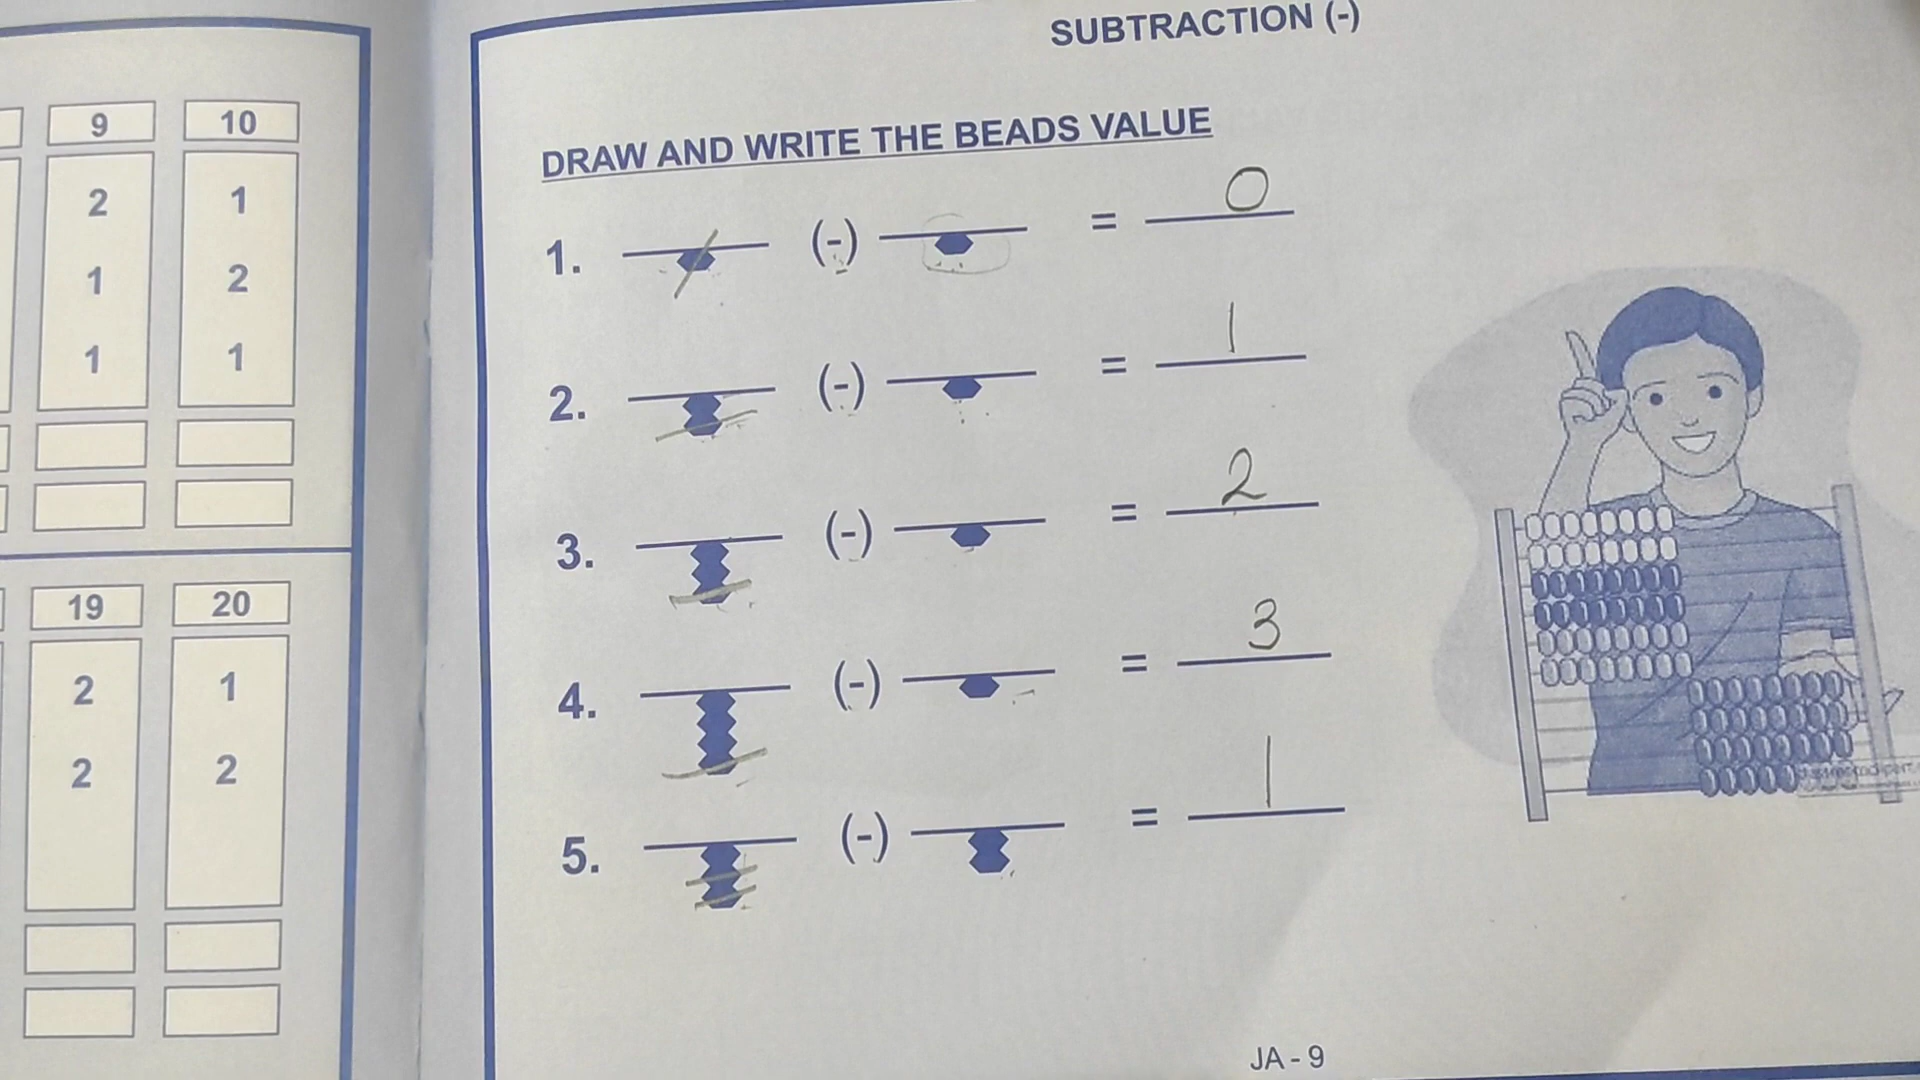 9 10
2 1
1 2
1 1
19 20
2 1
2 2
SUBTRACTION (-)
DRAW AND WRITE THE BEADS VALUE
1. (-) = 0
2. (-) = 1
3. (-) = 2
4. (-) = 3
5. (-) = 1
JA - 9